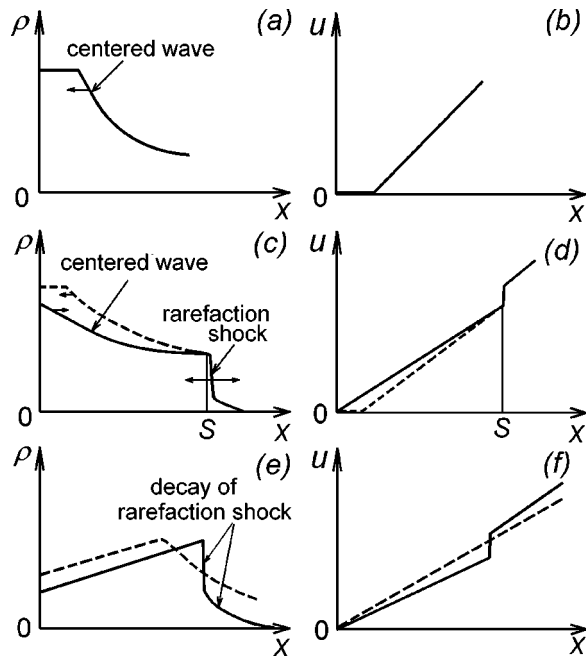 ρ (a)
centered wave
0 x
u (b)
0 x
ρ (c)
centered wave
rarefaction
shock
0 S x
u (d)
0 S x
ρ (e)
decay of
rarefaction shock
0 x
u (f)
0 x